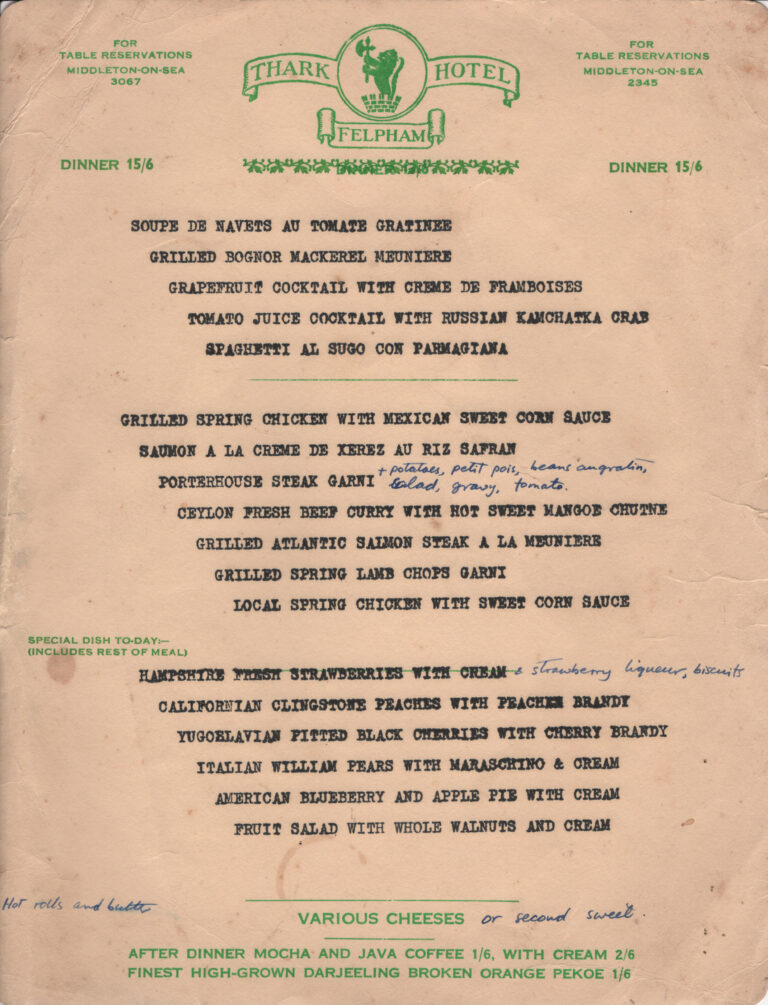 FOR
TABLE RESERVATIONS
MIDDLETON-ON-SEA
3067
THARK HOTEL
FELPHAM
FOR
TABLE RESERVATIONS
MIDDLETON-ON-SEA
2345
DINNER 15/6
DINNER 15/6
SOUPE DE NAVETS AU TOMATE GRATINEE
GRILLED BOGNOR MACKEREL MEUNIERE
GRAPEFRUIT COCKTAIL WITH CREME DE FRAMBOISES
TOMATO JUICE COCKTAIL WITH RUSSIAN KAMCHATKA CRAB
SPAGHETTI AL SUGO CON PARMAGIANA
GRILLED SPRING CHICKEN WITH MEXICAN SWEET CORN SAUCE
SAUMON A LA CREME DE XEREZ AU RIZ SAFRAN
PORTERHOUSE STEAK GARNI + potatoes, petit pois, beans augratin,
salad, gravy, tomato.
CEYLON FRESH BEEF CURRY WITH HOT SWEET MANGOE CHUTNE
GRILLED ATLANTIC SALMON STEAK A LA MEUNIERE
GRILLED SPRING LAMB CHOPS GARNI
LOCAL SPRING CHICKEN WITH SWEET CORN SAUCE
SPECIAL DISH TO-DAY:—
(INCLUDES REST OF MEAL)
HAMPSHIRE FRESH STRAWBERRIES WITH CREAM & strawberry liqueur, biscuits
CALIFORNIAN CLINGSTONE PEACHES WITH PEACHES BRANDY
YUGOSLAVIAN PITTED BLACK CHERRIES WITH CHERRY BRANDY
ITALIAN WILLIAM PEARS WITH MARASCHINO & CREAM
AMERICAN BLUEBERRY AND APPLE PIE WITH CREAM
FRUIT SALAD WITH WHOLE WALNUTS AND CREAM
Hot rolls and butter
VARIOUS CHEESES or second sweet.
AFTER DINNER MOCHA AND JAVA COFFEE 1/6, WITH CREAM 2/6
FINEST HIGH-GROWN DARJEELING BROKEN ORANGE PEKOE 1/6